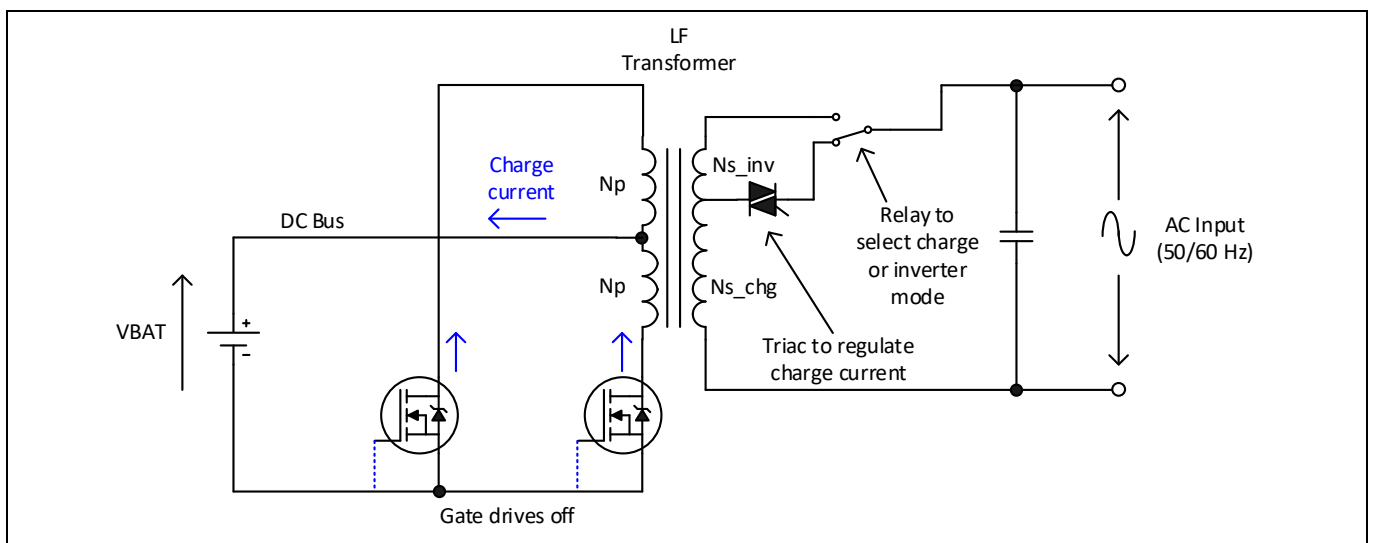 LF
Transformer
Charge
current
Np
Ns_inv
DC Bus
Relay to
select charge
or inverter
mode
AC Input
(50/60 Hz)
Np
Ns_chg
VBAT
+
-
Triac to regulate
charge current
Gate drives off